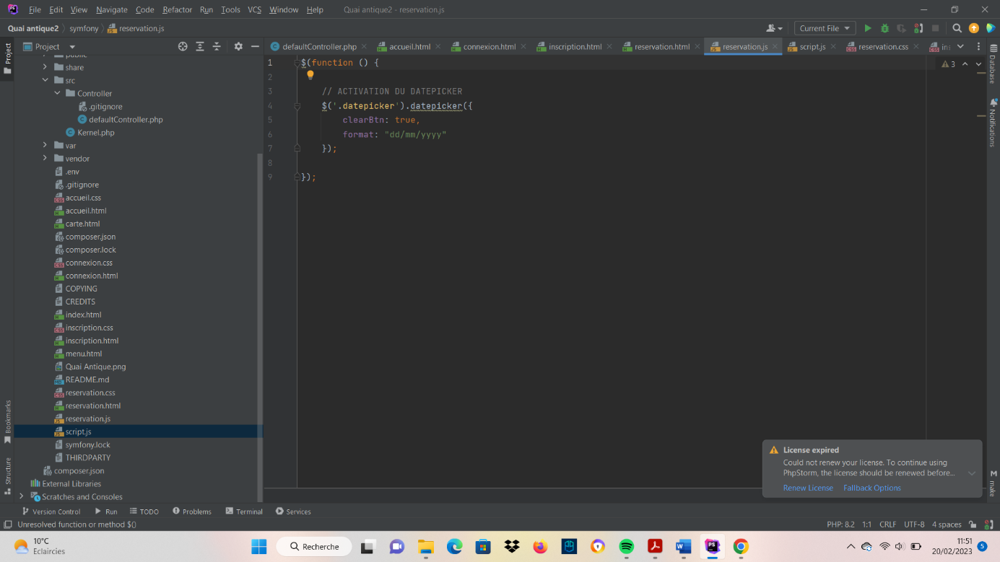 File Edit View Navigate Code Refactor Run Tools VCS Window Help Quai antique2 - reservation.js
Quai antique2 symfony reservation.js Current File
Project defaultController.php accueil.html connexion.html inscription.html reservation.html reservation.js script.js reservation.css
Project
Bookmarks
Structure
public
share
src
Controller
.gitignore
defaultController.php
Kernel.php
var
vendor
.env
.gitignore
accueil.css
accueil.html
carte.html
composer.json
composer.lock
connexion.css
connexion.html
COPYING
CREDITS
index.html
inscription.css
inscription.html
menu.html
Quai Antique.png
README.md
reservation.css
reservation.html
reservation.js
script.js
symfony.lock
THIRDPARTY
composer.json
External Libraries
Scratches and Consoles
1 $(function () {
2
3 // ACTIVATION DU DATEPICKER
4 $('.datepicker').datepicker({
5 clearBtn: true,
6 format: "dd/mm/yyyy"
7 });
8
9 });
3
Database
Notifications
make
License expired
Could not renew your license. To continue using
PhpStorm, the license should be renewed before...
Renew License Fallback Options
Version Control Run TODO Problems Terminal Services
Unresolved function or method $() PHP: 8.2 1:1 CRLF UTF-8 4 spaces
10°C
Eclaircies
Recherche
11:51
20/02/2023
5